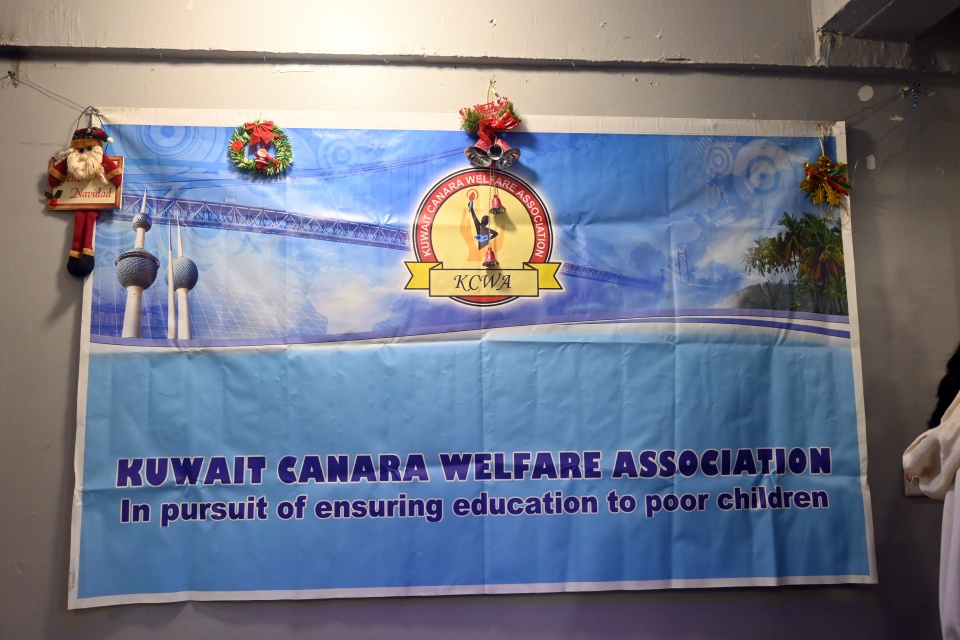 Navidad
KUWAIT CANARA WELFARE ASSOCIATION
KCWA
KUWAIT CANARA WELFARE ASSOCIATION
In pursuit of ensuring education to poor children